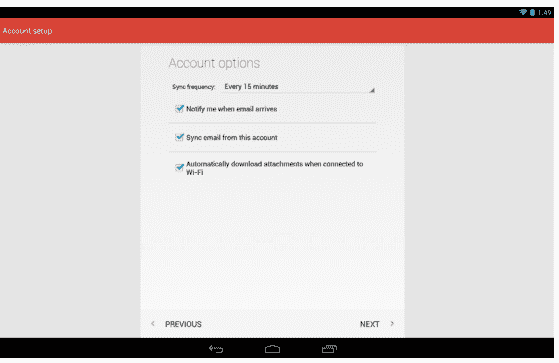 1:49
Account setup
Account options
Sync frequency: Every 15 minutes
Notify me when email arrives
Sync email from this account
Automatically download attachments when connected to
Wi-Fi
PREVIOUS NEXT